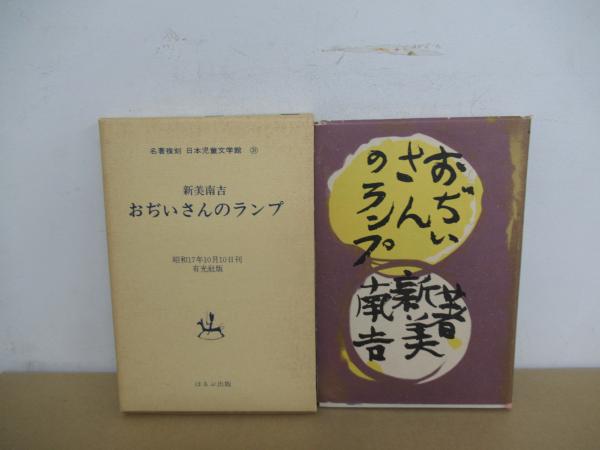 名著復刻 日本児童文学館 ㉙
新美南吉
おぢいさんのランプ
昭和17年10月10日刊
有光社版
ほるぷ出版
おぢい
さん
のランプ
著
新美
南吉